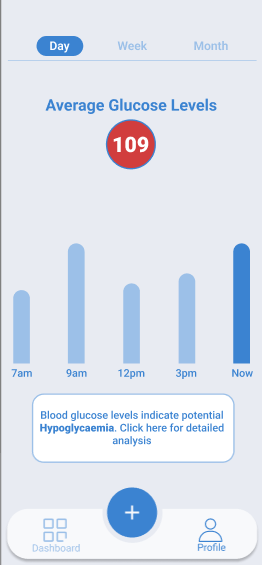 Day Week Month
Average Glucose Levels
109
7am 9am 12pm 3pm Now
Blood glucose levels indicate potential
Hypoglycaemia. Click here for detailed
analysis
+
Dashboard Profile